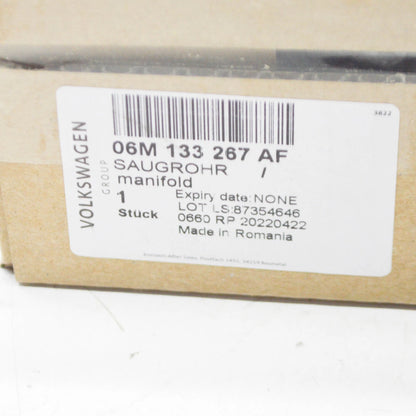 3822
VOLKSWAGEN
GROUP
06M 133 267 AF
SAUGROHR /
manifold
1
Stück
Expiry date:NONE
LOT LS:87354646
0660 RP 20220422
Made in Romania